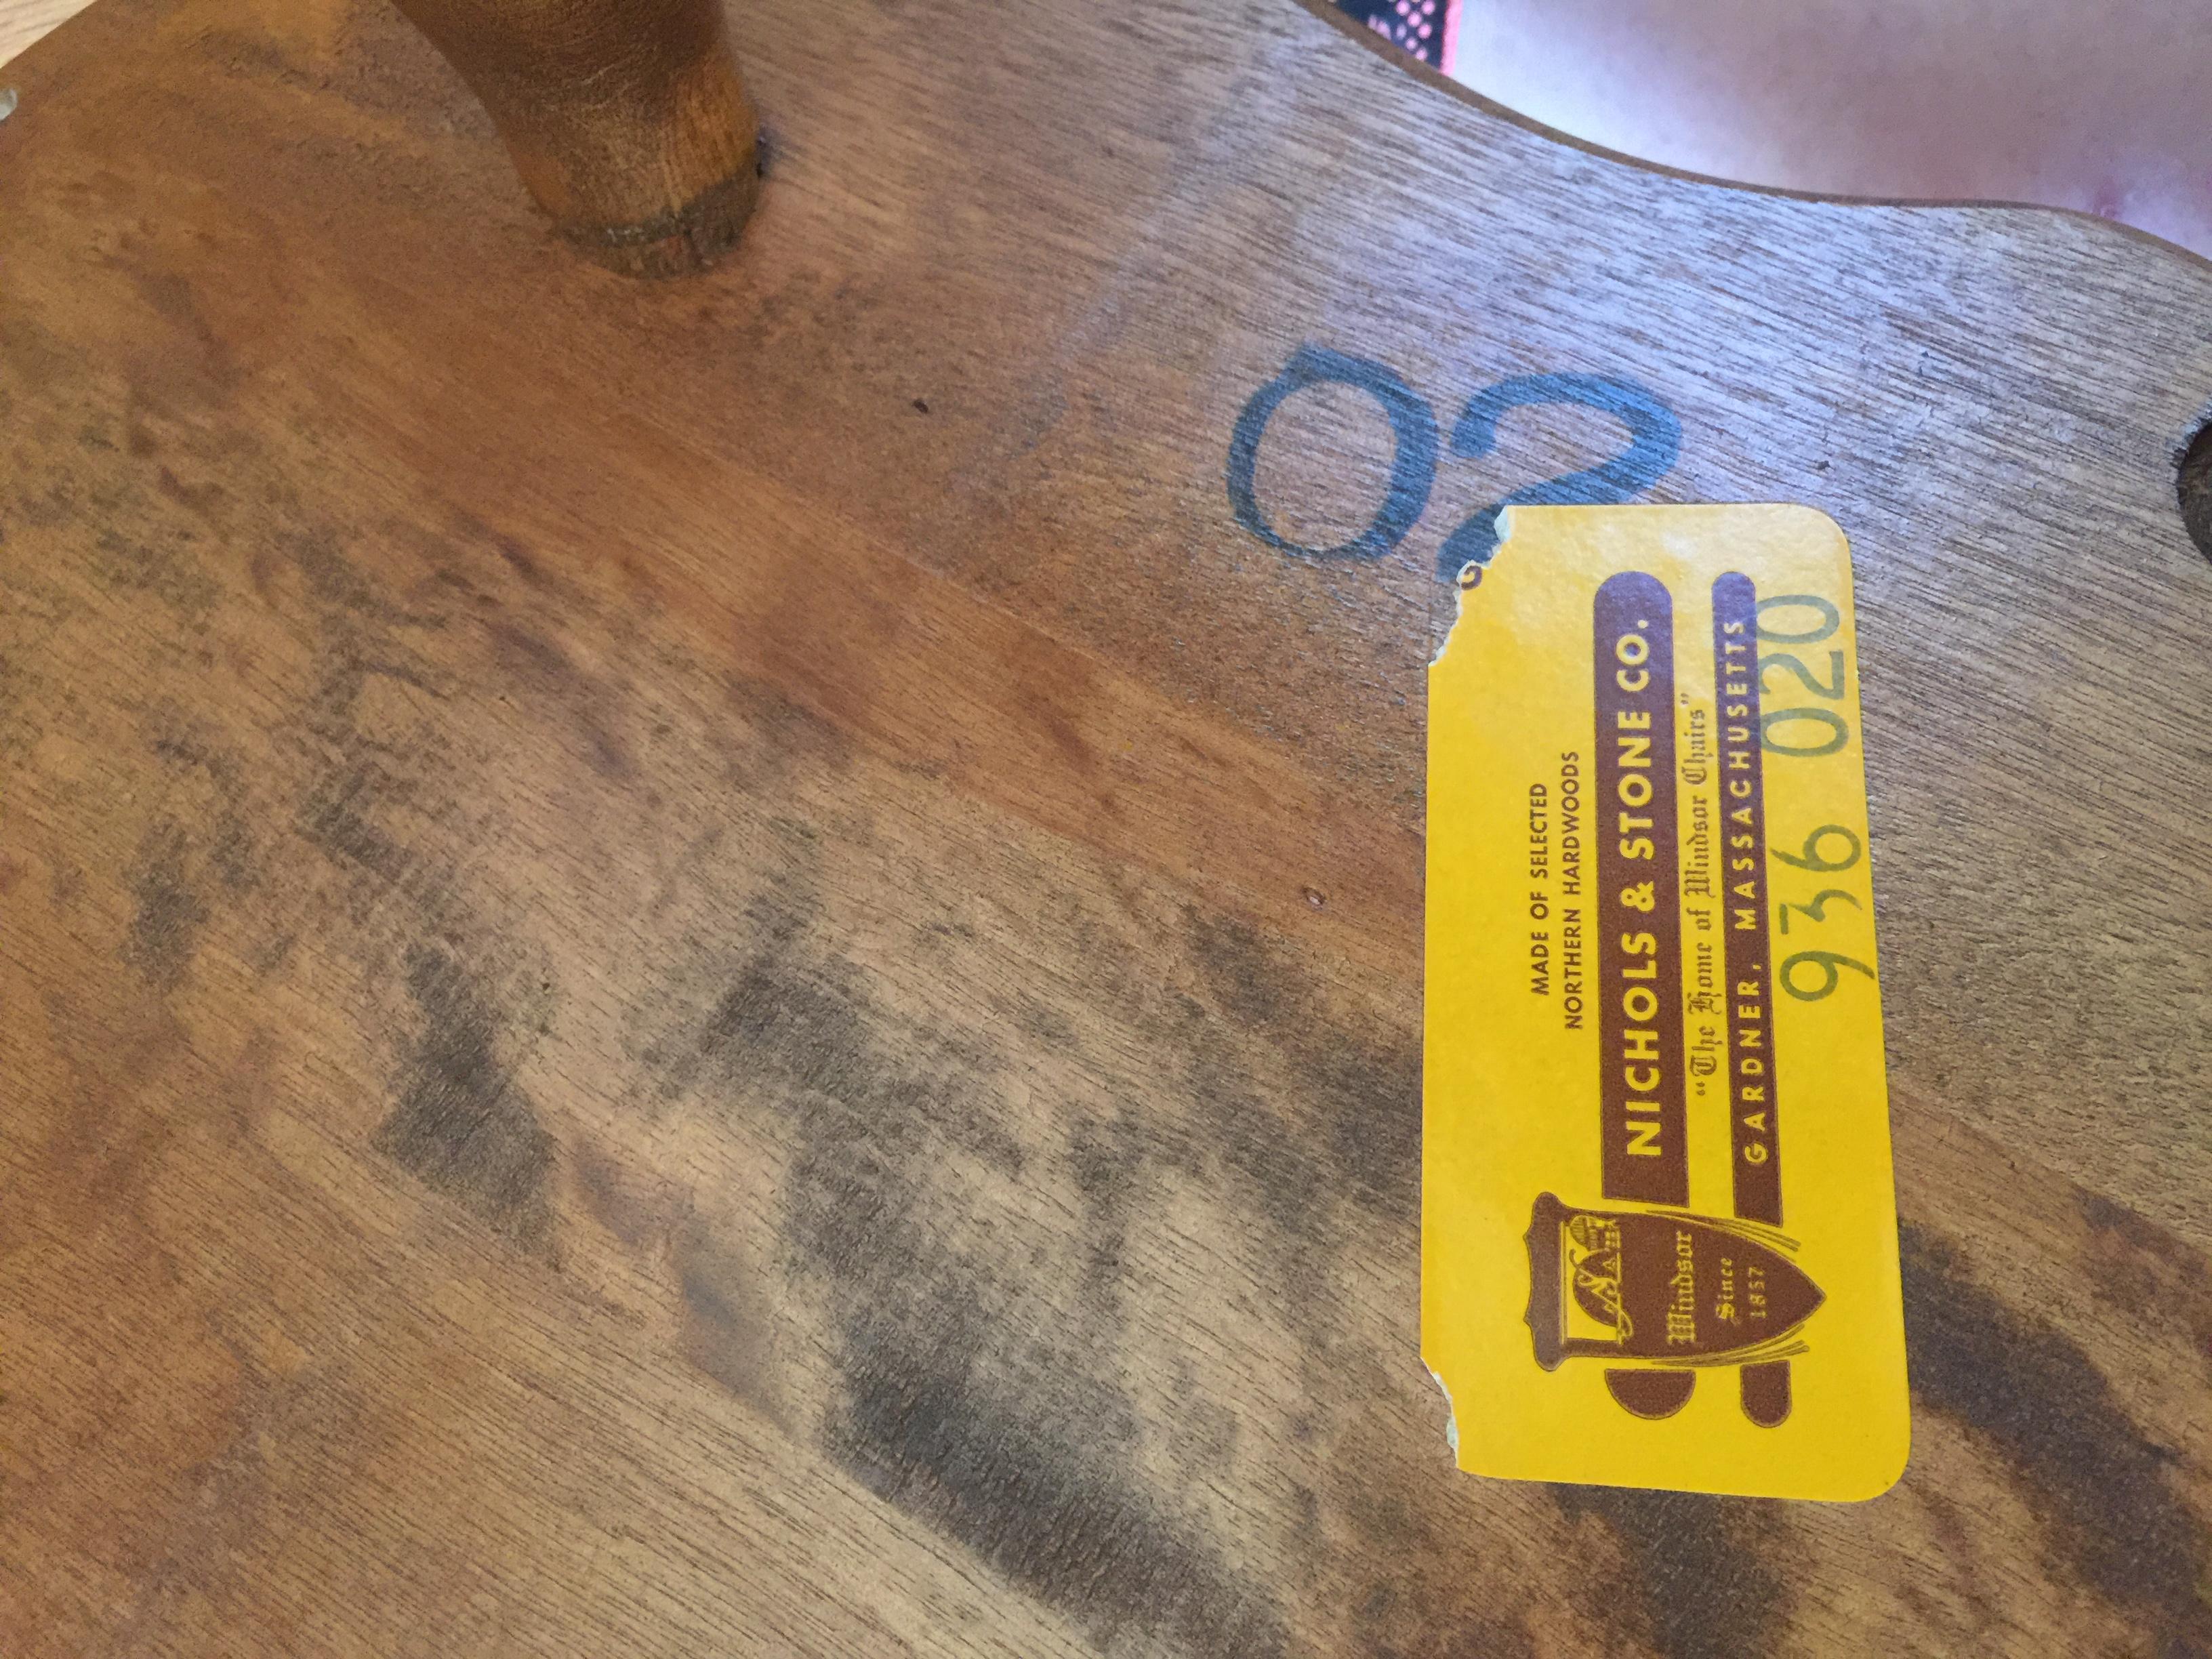 02
MADE OF SELECTED
NORTHERN HARDWOODS
NICHOLS & STONE CO.
"The Home of Windsor Chairs"
GARDNER, MASSACHUSETTS
936 020
Windsor
Since
1857